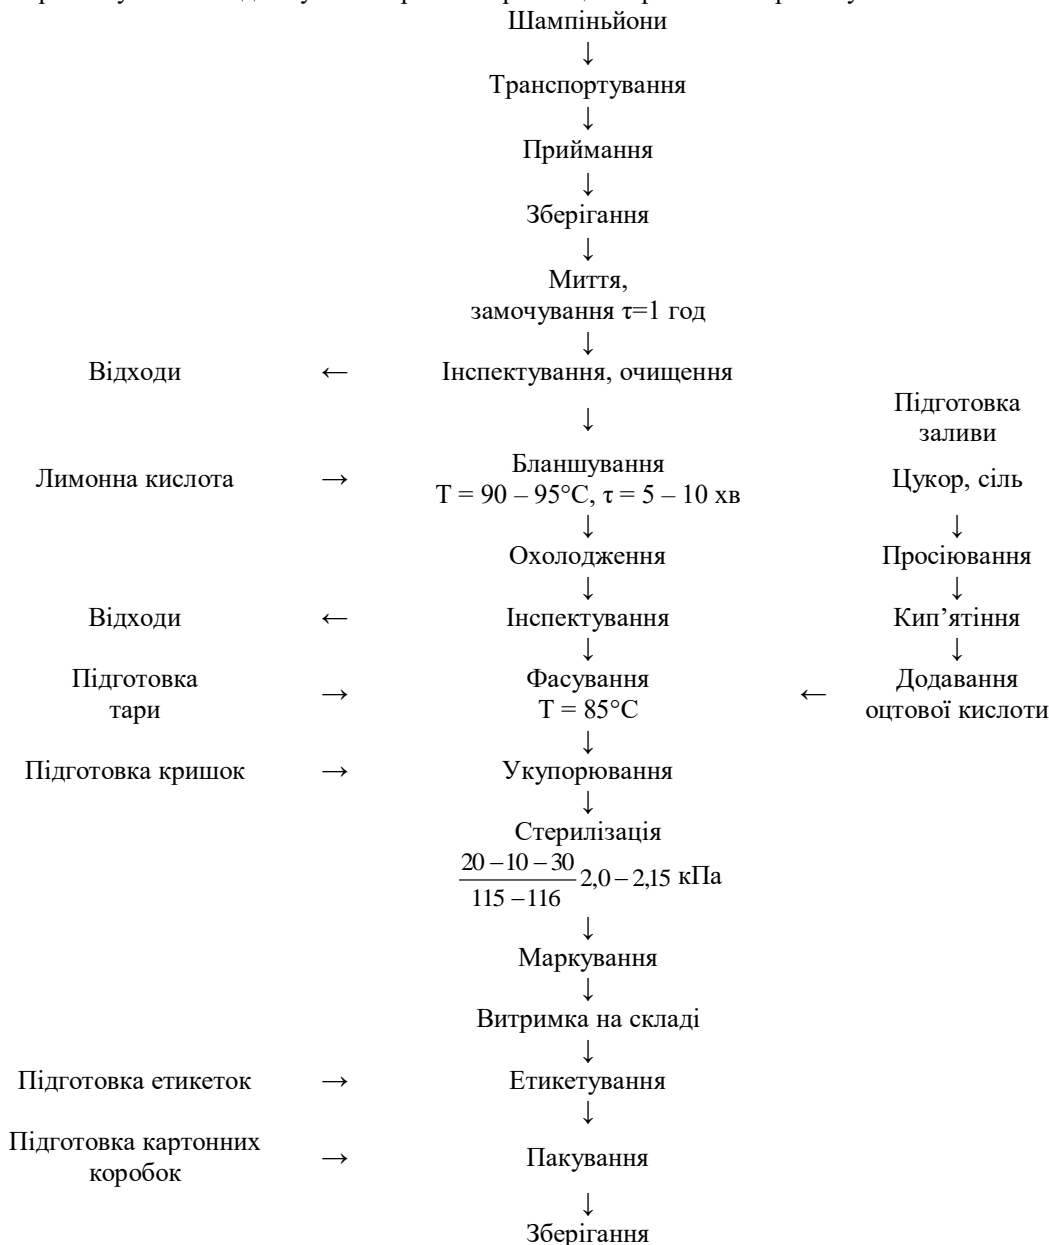 Шампіньйони
↓
Транспортування
↓
Приймання
↓
Зберігання
↓
Миття,
замочування τ=1 год
↓
Відходи ← Інспектування, очищення
↓
Підготовка
заливи
Лимонна кислота → Бланшування
T = 90 – 95°C, τ = 5 – 10 хв
Цукор, сіль
↓ ↓
Охолодження Просіювання
↓ ↓
Відходи ← Інспектування Кип’ятіння
↓ ↓
Підготовка
тари
→ Фасування
T = 85°C
← Додавання
оцтової кислоти
↓
Підготовка кришок → Укупорювання
↓
Стерилізація
20 – 10 – 30
115 – 116
2,0 – 2,15 кПа
↓
Маркування
↓
Витримка на складі
↓
Підготовка етикеток → Етикетування
↓
Підготовка картонних
коробок
→ Пакування
↓
Зберігання